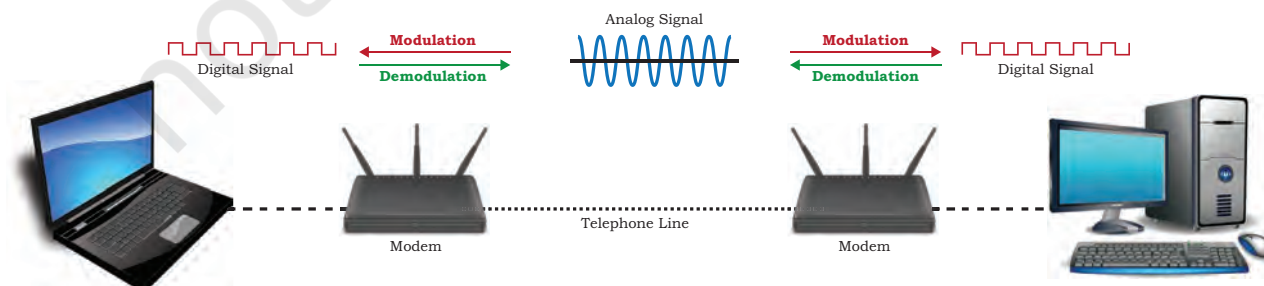 Analog Signal
Modulation
Demodulation
Digital Signal
Modulation
Demodulation
Digital Signal
Telephone Line
Modem
Modem